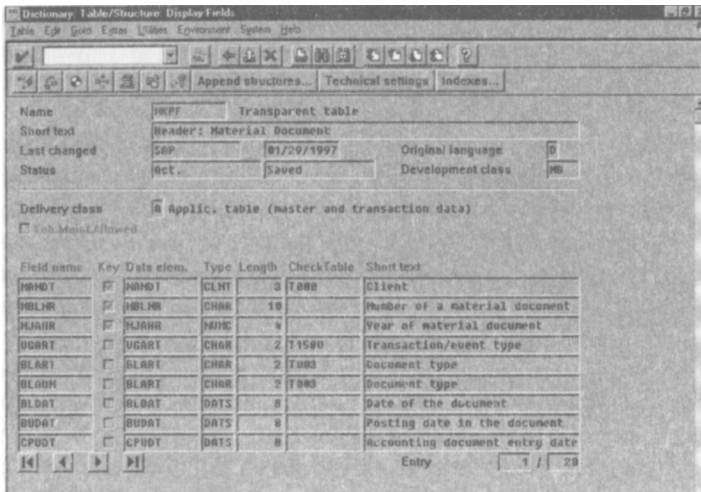 Dictionary: Table/Structure: Display Fields
Table Edit Goto Extras Utilities Environment System Help
Append structures... Technical settings Indexes...
Name MKPF Transparent table
Short text Header: Material Document
Last changed SAP 01/29/1997 Original language D
Status Act. Saved Development class MB
Delivery class A Applic. table (master and transaction data)
Tab.Maint.Allowed
Field name Key Data elem. Type Length CheckTable Short text
MANDT MANDT CLNT 3 T000 Client
MBLNR MBLNR CHAR 10 Number of a material document
MJAHR MJAHR NUMC 4 Year of material document
VGART VGART CHAR 2 T158V Transaction/event type
BLART BLART CHAR 2 T003 Document type
BLAUM BLART CHAR 2 T003 Document type
BLDAT BLDAT DATS 8 Date of the document
BUDAT BUDAT DATS 8 Posting date in the document
CPUDT CPUDT DATS 8 Accounting document entry date
Entry 1 / 20